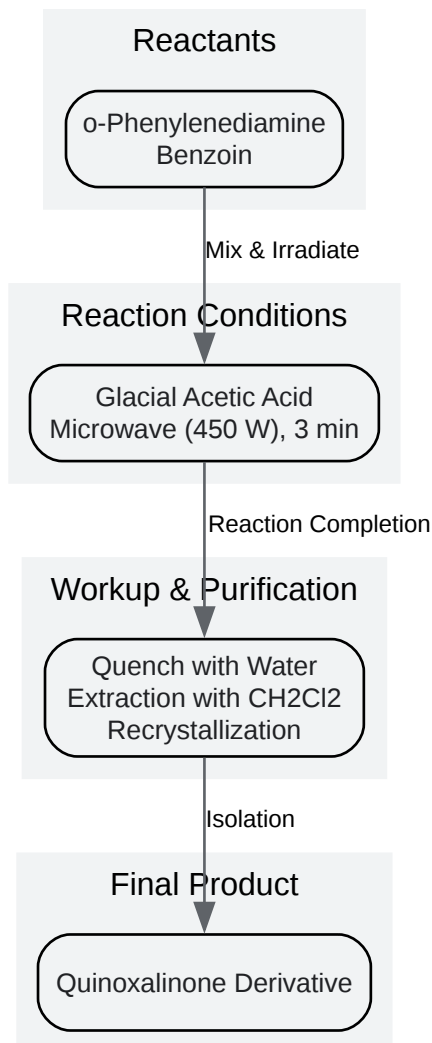 Reactants
o-Phenylenediamine
Benzoin
Mix & Irradiate
Reaction Conditions
Glacial Acetic Acid
Microwave (450 W), 3 min
Reaction Completion
Workup & Purification
Quench with Water
Extraction with CH2Cl2
Recrystallization
Isolation
Final Product
Quinoxalinone Derivative